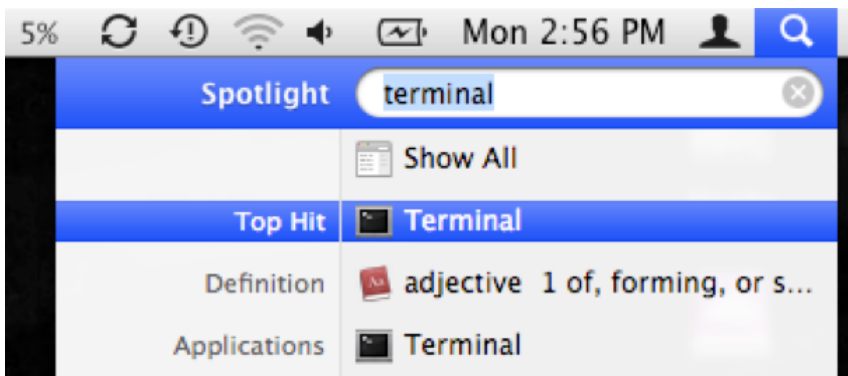 5% Mon 2:56 PM
Spotlight terminal
Show All
Top Hit Terminal
Definition Aa adjective 1 of, forming, or s...
Applications Terminal